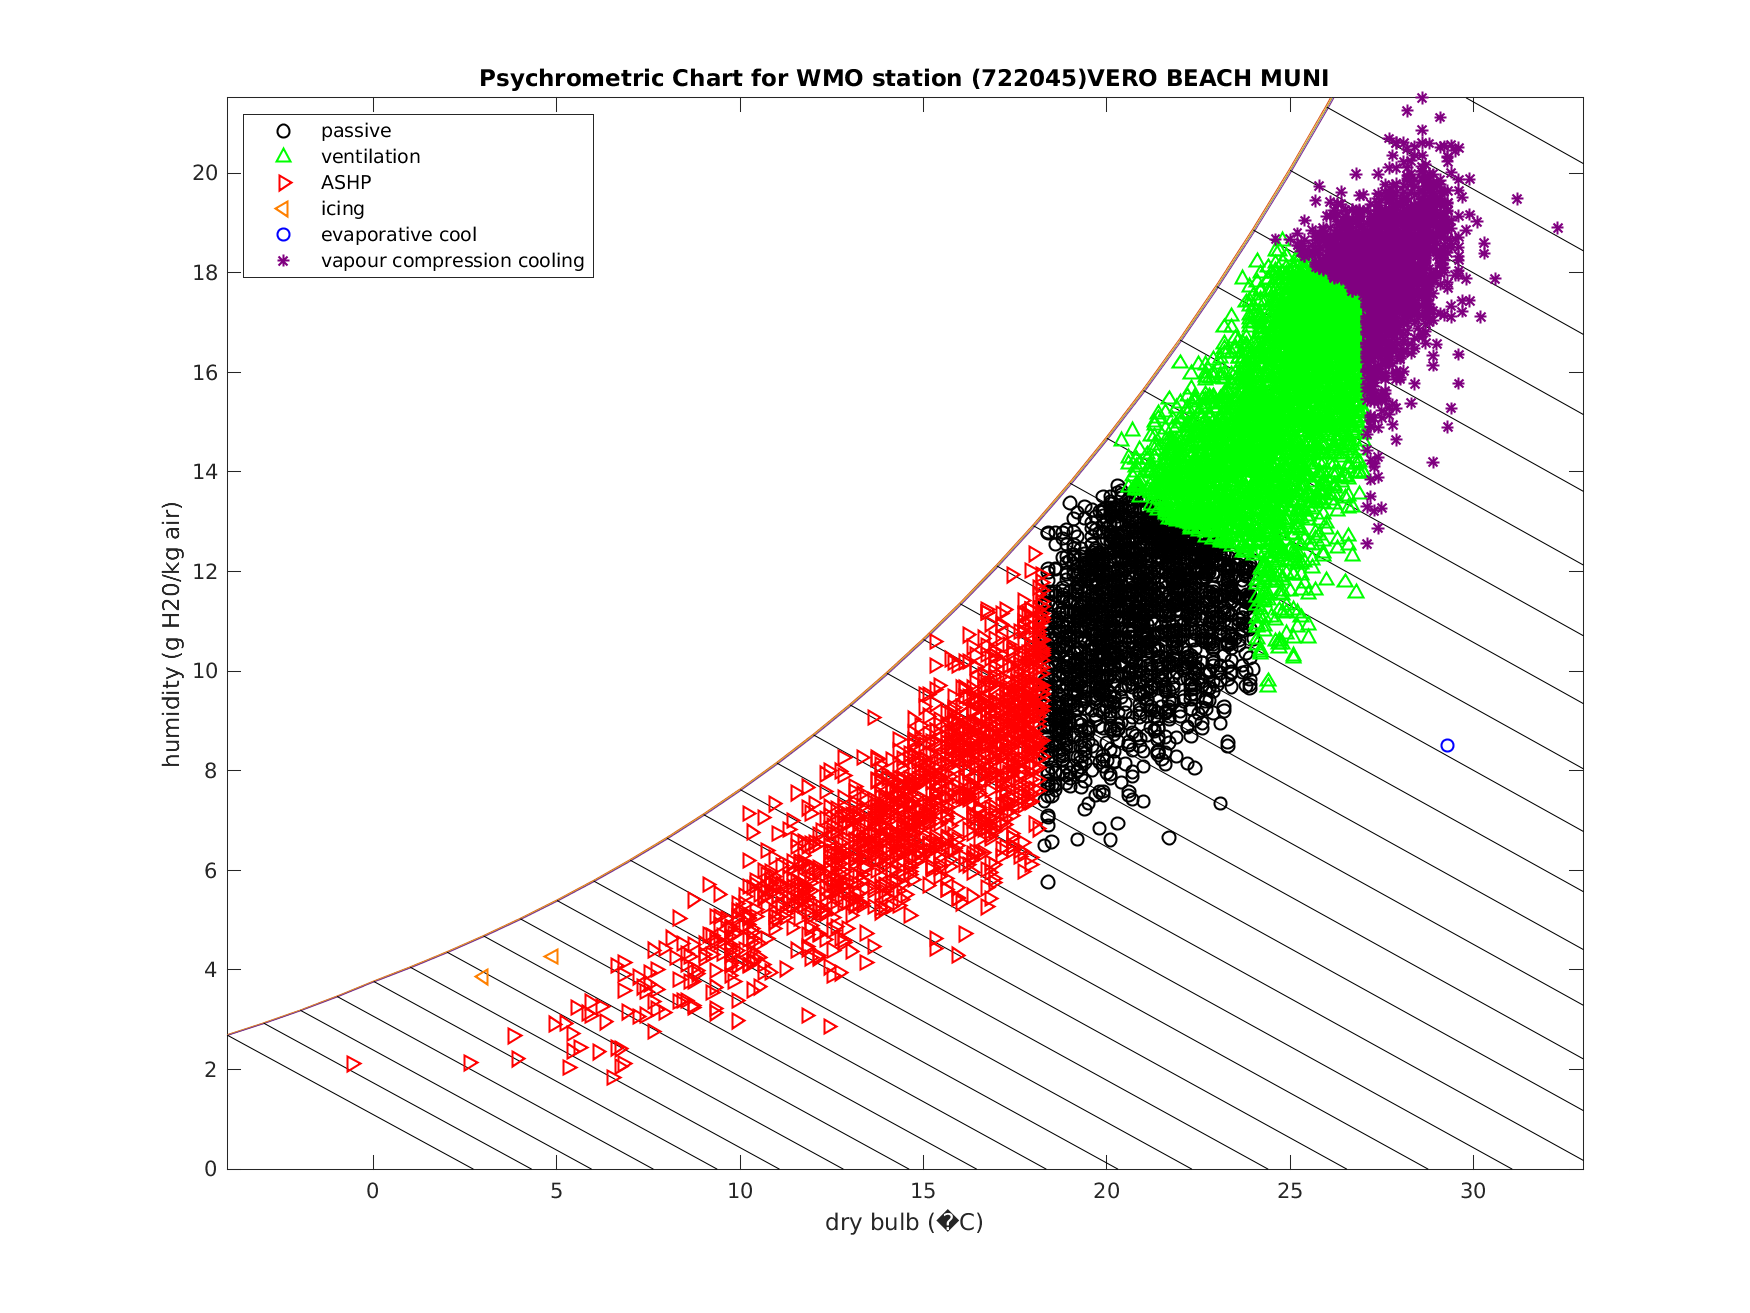 Psychrometric Chart for WMO station (722045)VERO BEACH MUNI
passive
ventilation
ASHP
icing
evaporative cool
vapour compression cooling
humidity (g H20/kg air)
20
18
16
14
12
10
8
6
4
2
0
0 5 10 15 20 25 30
dry bulb (�C)